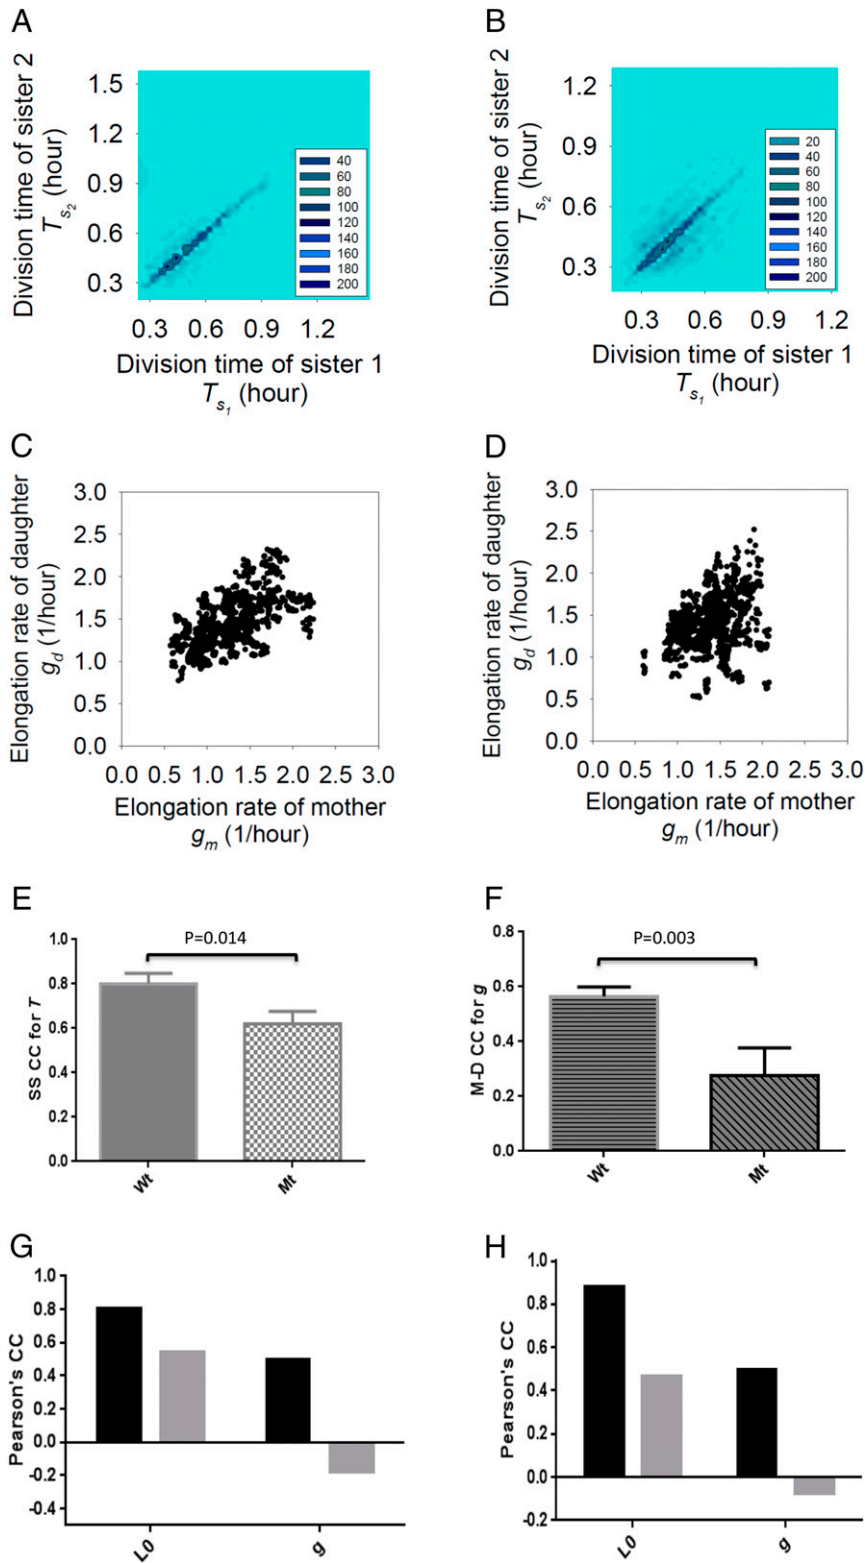 A
Division time of sister 2
T_s2 (hour)
1.5
1.2
0.9
0.6
0.3
40
60
80
100
120
140
160
180
200
0.3 0.6 0.9 1.2
Division time of sister 1
T_s1 (hour)
B
Division time of sister 2
T_s2 (hour)
1.2
0.9
0.6
0.3
20
40
60
80
100
120
140
160
180
200
0.3 0.6 0.9 1.2
Division time of sister 1
T_s1 (hour)
C
Elongation rate of daughter
g_d (1/hour)
3.0
2.5
2.0
1.5
1.0
0.5
0.0
0.0 0.5 1.0 1.5 2.0 2.5 3.0
Elongation rate of mother
g_m (1/hour)
D
Elongation rate of daughter
g_d (1/hour)
3.0
2.5
2.0
1.5
1.0
0.5
0.0
0.0 0.5 1.0 1.5 2.0 2.5 3.0
Elongation rate of mother
g_m (1/hour)
E
SS CC for T
1.0
0.8
0.6
0.4
0.2
0.0
P=0.014
Wt Mt
F
M-D CC for g
0.8
0.6
0.4
0.2
0.0
P=0.003
Wt Mt
G
Pearson's CC
1.0
0.8
0.6
0.4
0.2
0.0
-0.2
-0.4
L0 g
H
Pearson's CC
1.0
0.8
0.6
0.4
0.2
0.0
-0.2
L0 g